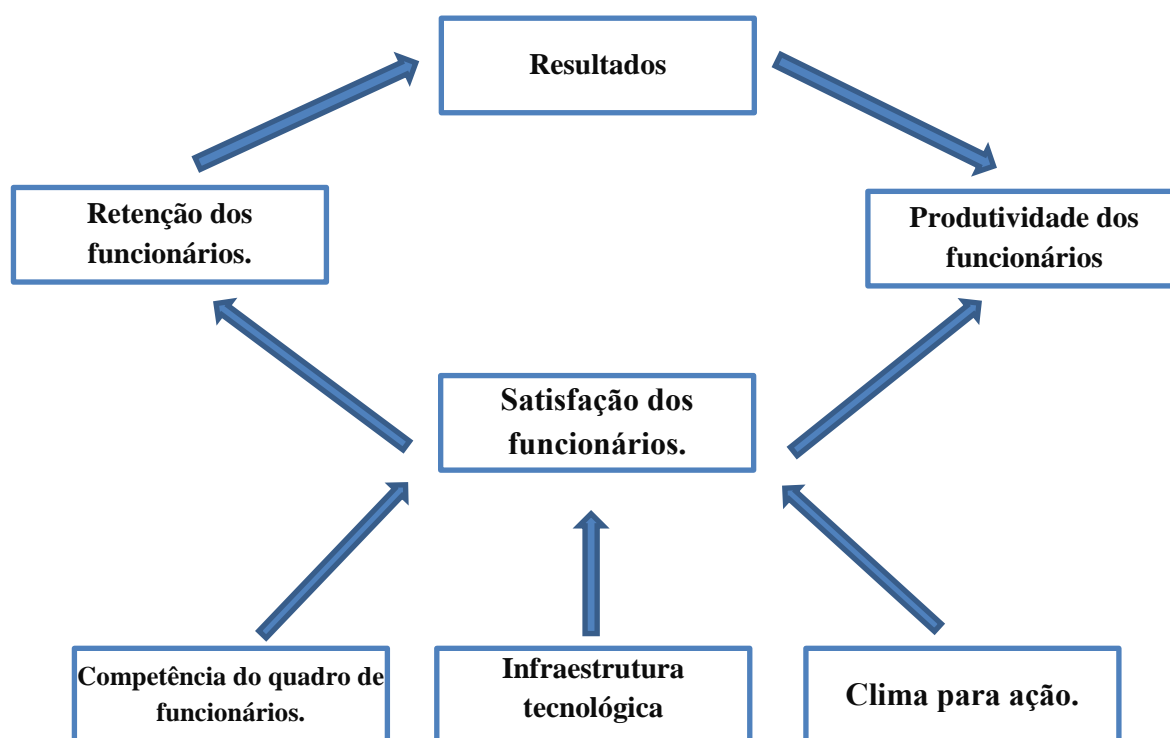 Resultados
Retenção dos
funcionários.
Produtividade dos
funcionários
Satisfação dos
funcionários.
Competência do quadro de
funcionários.
Infraestrutura
tecnológica
Clima para ação.